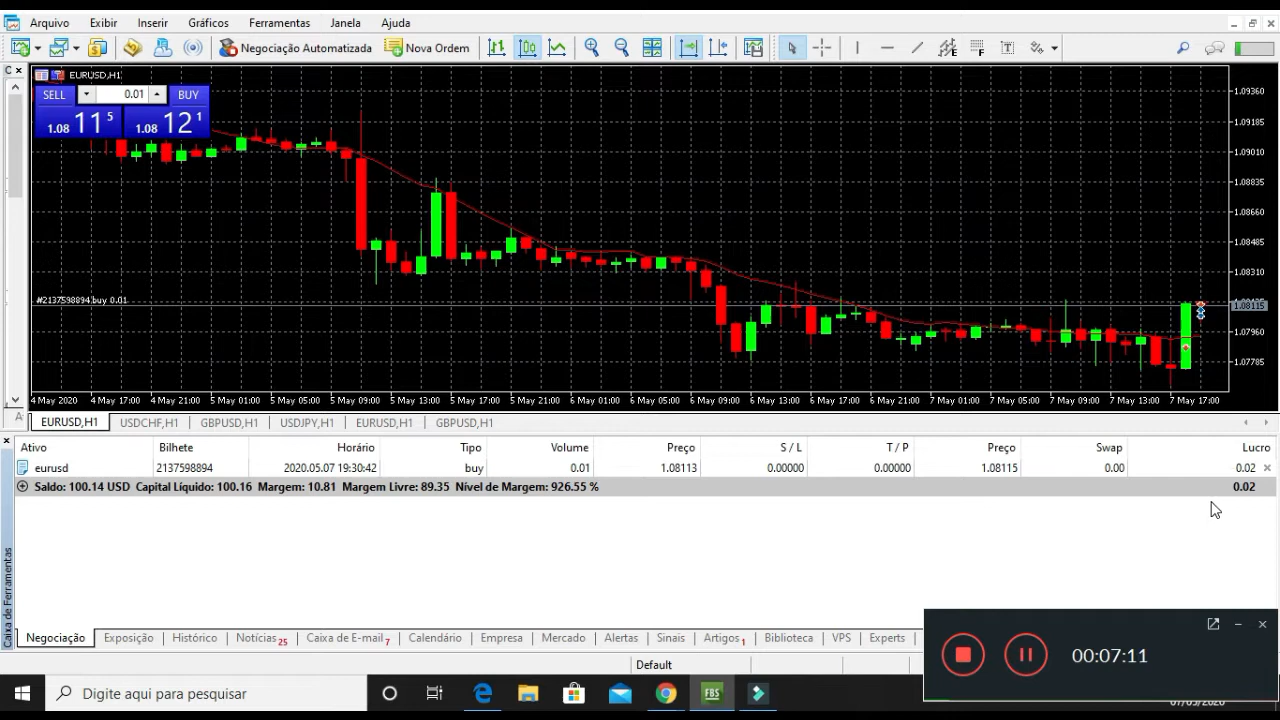 Arquivo Exibir Inserir Gráficos Ferramentas Janela Ajuda
Negociação Automatizada Nova Ordem
EURUSD,H1
SELL 0.01 BUY
1.08 11 5 1.08 12 1
1.09360
1.09185
1.09010
1.08835
1.08660
1.08485
1.08310
#2137598894 buy 0.01
1.08115
1.07960
1.07785
4 May 2020 4 May 17:00 4 May 21:00 5 May 01:00 5 May 05:00 5 May 09:00 5 May 13:00 5 May 17:00 5 May 21:00 6 May 01:00 6 May 05:00 6 May 09:00 6 May 13:00 6 May 17:00 6 May 21:00 7 May 01:00 7 May 05:00 7 May 09:00 7 May 13:00 7 May 17:00
EURUSD,H1 USDCHF,H1 GBPUSD,H1 USDJPY,H1 EURUSD,H1 GBPUSD,H1
Ativo Bilhete Horário Tipo Volume Preço S / L T / P Preço Swap Lucro
eurusd 2137598894 2020.05.07 19:30:42 buy 0.01 1.08113 0.00000 0.00000 1.08115 0.00 0.02
Saldo: 100.14 USD Capital Líquido: 100.16 Margem: 10.81 Margem Livre: 89.35 Nível de Margem: 926.55 % 0.02
Caixa de Ferramentas
Negociação Exposição Histórico Notícias 25 Caixa de E-mail 7 Calendário Empresa Mercado Alertas Sinais Artigos 1 Biblioteca VPS Experts
00:07:11
Default
Digite aqui para pesquisar
FBS